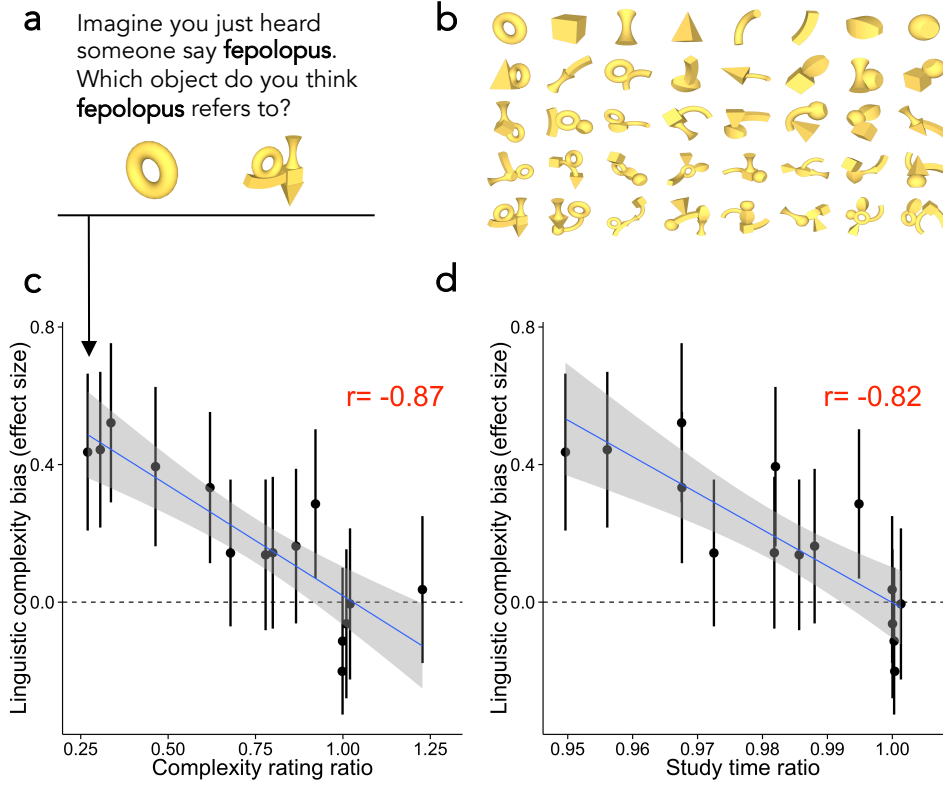 a
Imagine you just heard
someone say fepolopus.
Which object do you think
fepolopus refers to?
b
c
Linguistic complexity bias (effect size)
0.8
0.4
0.0
r= -0.87
0.25 0.50 0.75 1.00 1.25
Complexity rating ratio
d
Linguistic complexity bias (effect size)
0.8
0.4
0.0
r= -0.82
0.95 0.96 0.97 0.98 0.99 1.00
Study time ratio